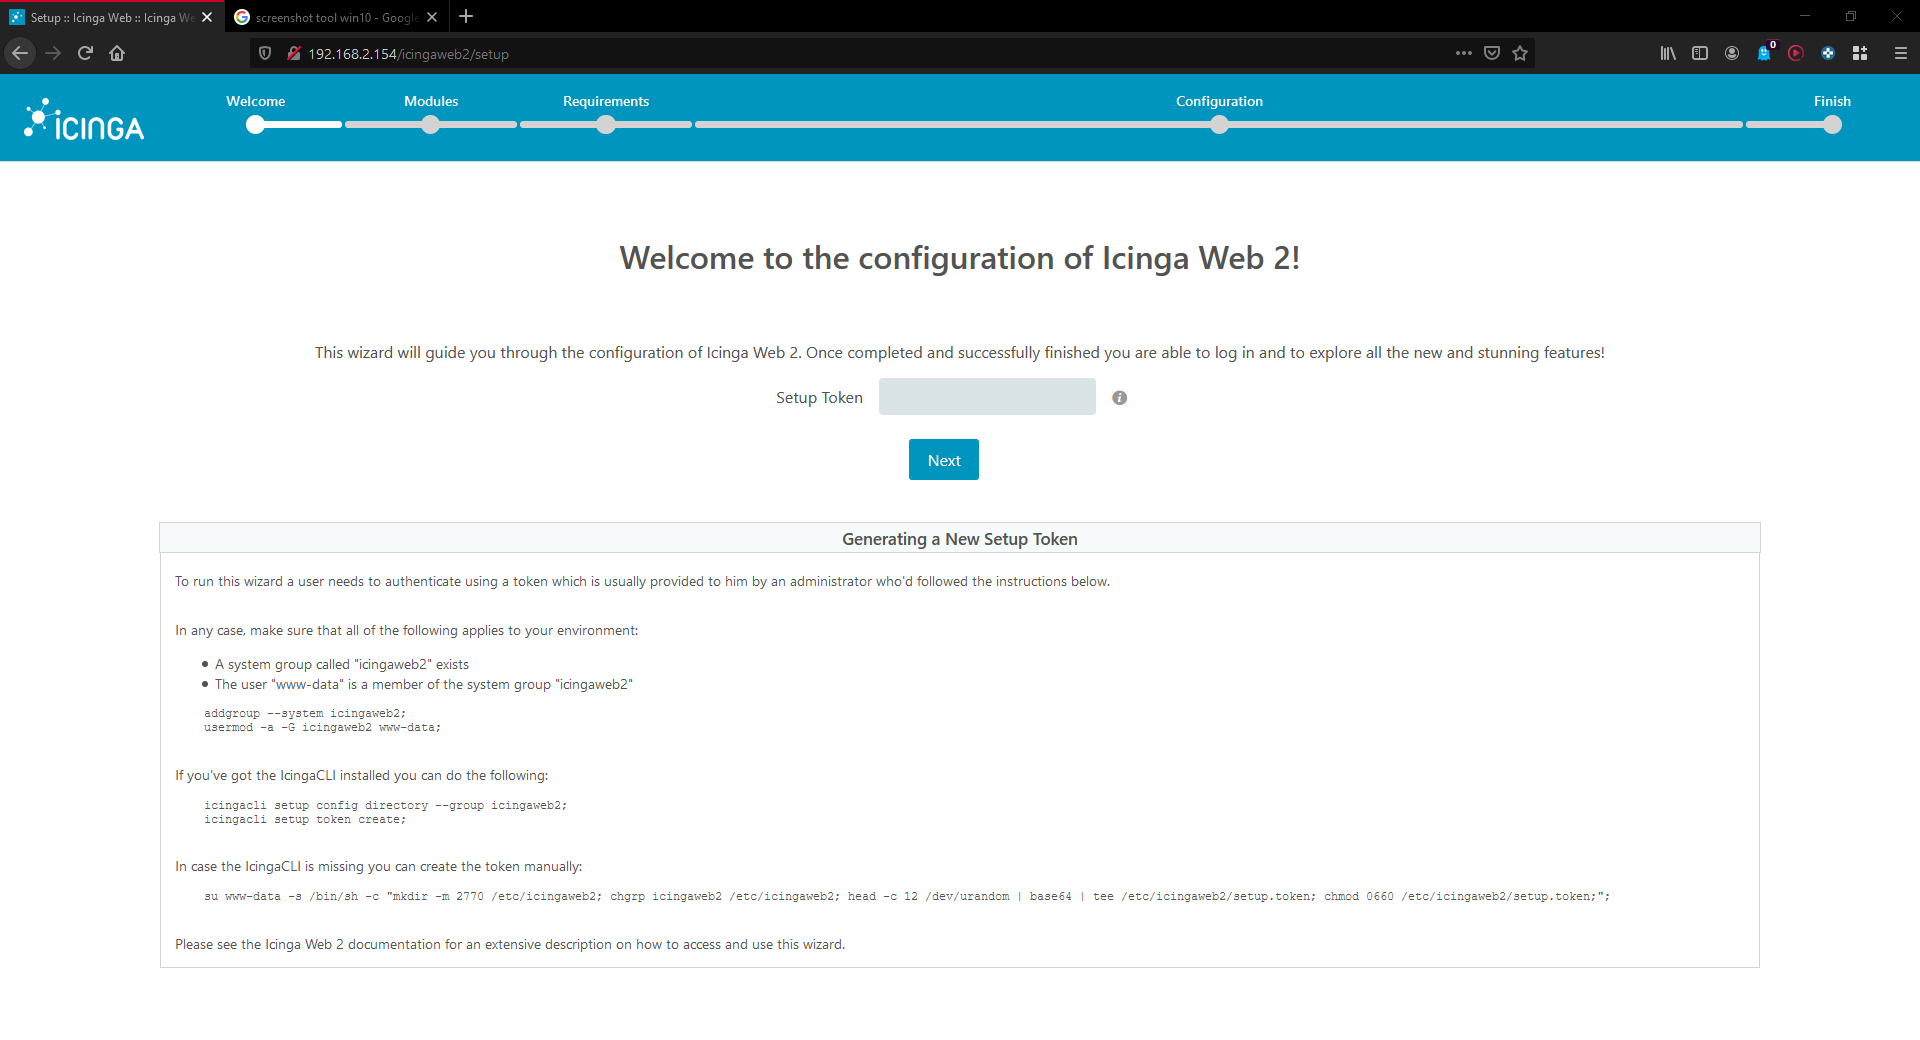 Setup :: Icinga Web :: Icinga We
screenshot tool win10 - Google
192.168.2.154/icingaweb2/setup
0
ICINGA
Welcome
Modules
Requirements
Configuration
Finish
Welcome to the configuration of Icinga Web 2!
This wizard will guide you through the configuration of Icinga Web 2. Once completed and successfully finished you are able to log in and to explore all the new and stunning features!
Setup Token
Next
Generating a New Setup Token
To run this wizard a user needs to authenticate using a token which is usually provided to him by an administrator who'd followed the instructions below.
In any case, make sure that all of the following applies to your environment:
• A system group called "icingaweb2" exists
• The user "www-data" is a member of the system group "icingaweb2"
addgroup --system icingaweb2;
usermod -a -G icingaweb2 www-data;
If you've got the IcingaCLI installed you can do the following:
icingacli setup config directory --group icingaweb2;
icingacli setup token create;
In case the IcingaCLI is missing you can create the token manually:
su www-data -s /bin/sh -c "mkdir -m 2770 /etc/icingaweb2; chgrp icingaweb2 /etc/icingaweb2; head -c 12 /dev/urandom | base64 | tee /etc/icingaweb2/setup.token; chmod 0660 /etc/icingaweb2/setup.token;";
Please see the Icinga Web 2 documentation for an extensive description on how to access and use this wizard.